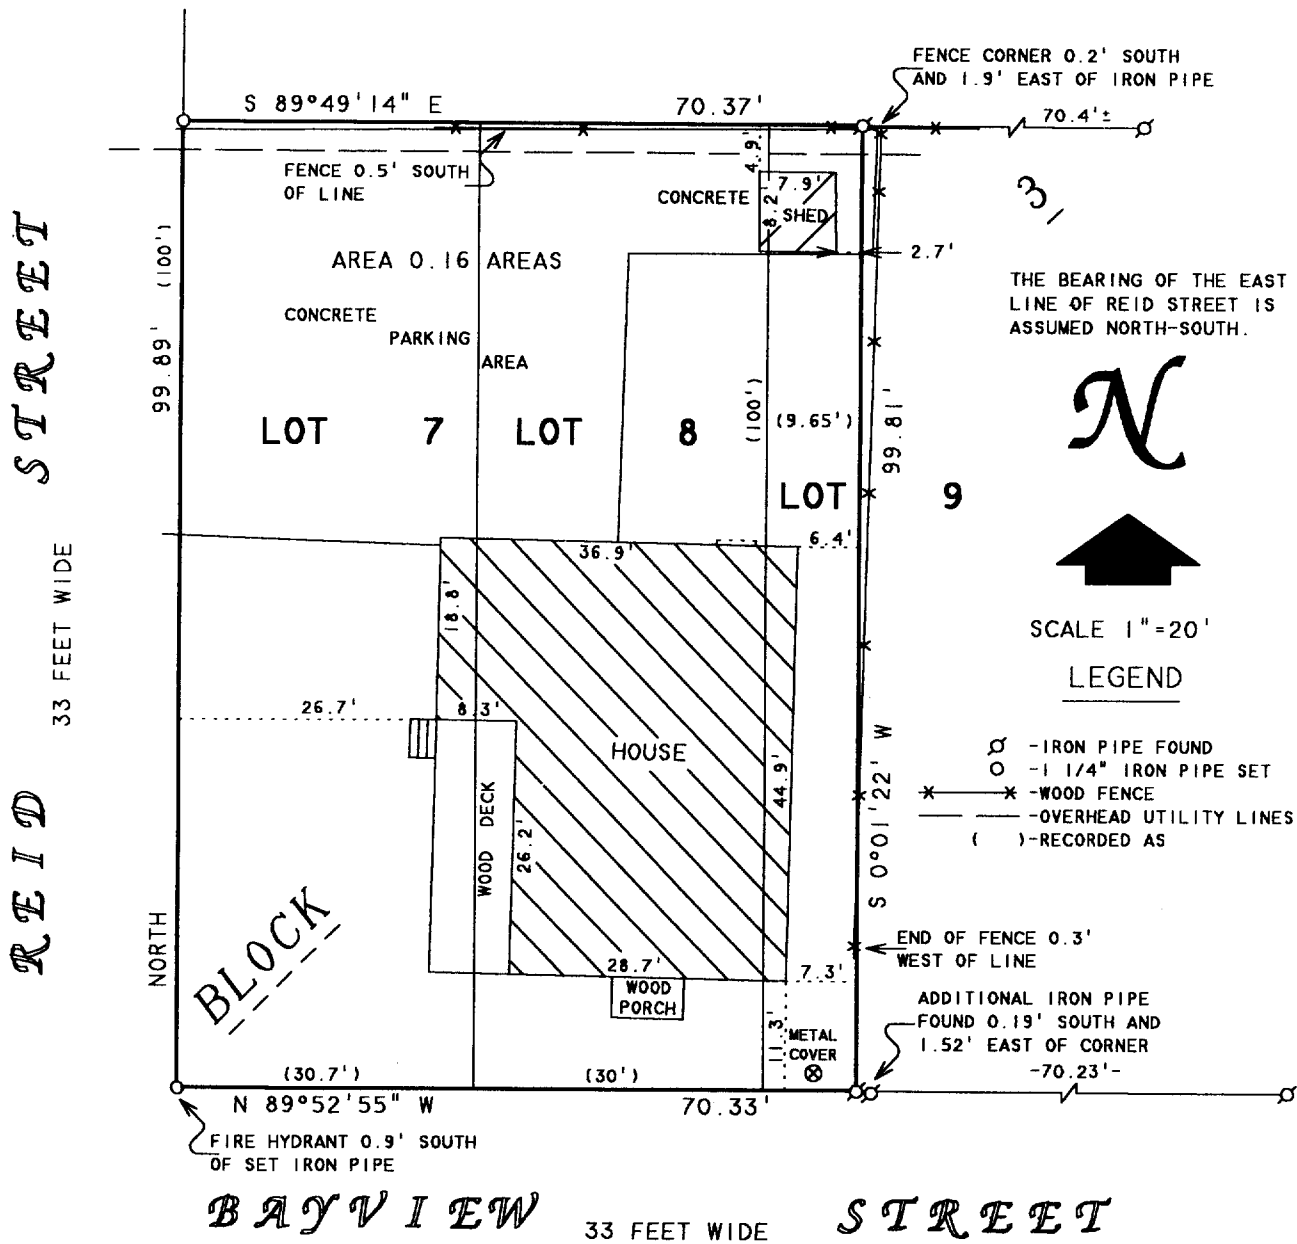 FENCE CORNER 0.2' SOUTH
AND 1.9' EAST OF IRON PIPE
S 89°49'14" E
70.37'
70.4'±
FENCE 0.5' SOUTH
OF LINE
4.9'
CONCRETE
7.9'
8.2'
SHED
2.7'
3
AREA 0.16 AREAS
CONCRETE
PARKING
AREA
THE BEARING OF THE EAST
LINE OF REID STREET IS
ASSUMED NORTH-SOUTH.
N
99.89' (100')
(100')
(9.65')
99.81'
LOT 7
LOT 8
LOT 9
36.9'
6.4'
18.8'
SCALE 1"=20'
LEGEND
-IRON PIPE FOUND
-1 1/4" IRON PIPE SET
-WOOD FENCE
-OVERHEAD UTILITY LINES
( )-RECORDED AS
26.7'
8.3'
HOUSE
44.9'
WOOD DECK
26.2'
S 0°01'22" W
END OF FENCE 0.3'
WEST OF LINE
28.7'
7.3'
WOOD
PORCH
11.3'
METAL
COVER
ADDITIONAL IRON PIPE
FOUND 0.19' SOUTH AND
1.52' EAST OF CORNER
-70.23'-
BLOCK
NORTH
REID STREET
33 FEET WIDE
(30.7')
(30')
N 89°52'55" W
70.33'
FIRE HYDRANT 0.9' SOUTH
OF SET IRON PIPE
BAYVIEW STREET
33 FEET WIDE